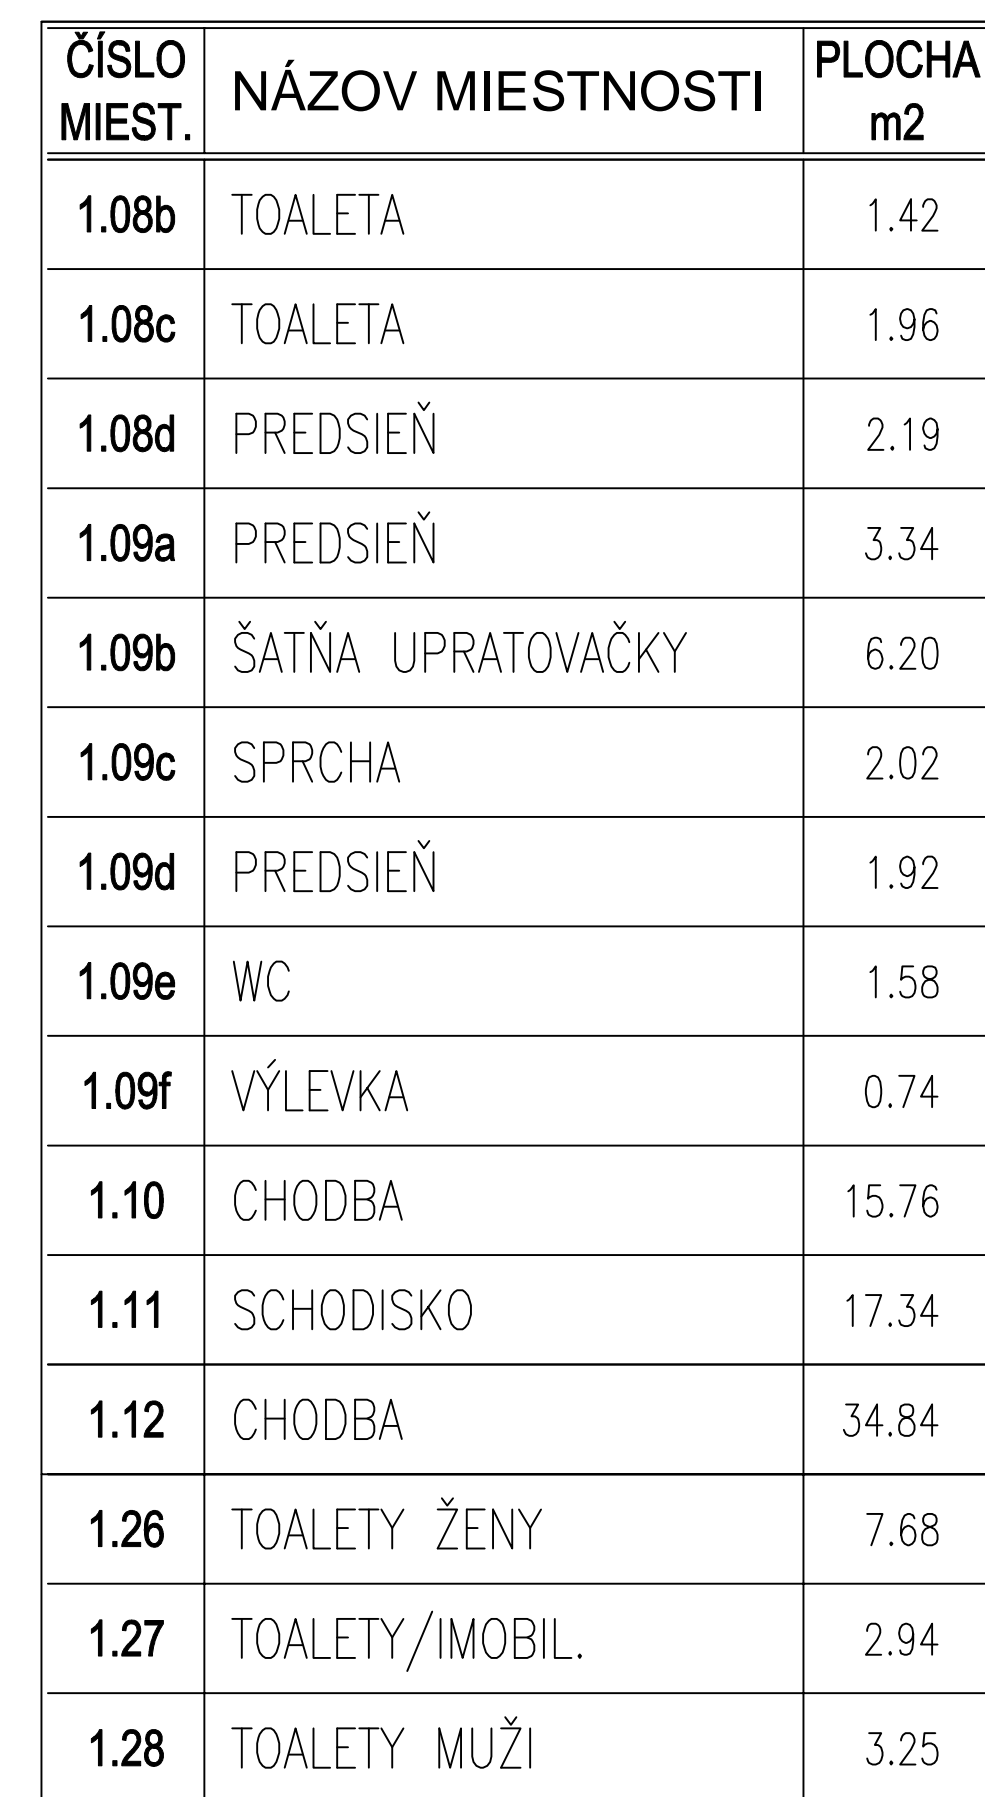 ČÍSLO MIEST. NÁZOV MIESTNOSTI PLOCHA m2
1.08b TOALETA 1.42
1.08c TOALETA 1.96
1.08d PREDSIEŇ 2.19
1.09a PREDSIEŇ 3.34
1.09b ŠATŇA UPRATOVAČKY 6.20
1.09c SPRCHA 2.02
1.09d PREDSIEŇ 1.92
1.09e WC 1.58
1.09f VÝLEVKA 0.74
1.10 CHODBA 15.76
1.11 SCHODISKO 17.34
1.12 CHODBA 34.84
1.26 TOALETY ŽENY 7.68
1.27 TOALETY/IMOBIL. 2.94
1.28 TOALETY MUŽI 3.25